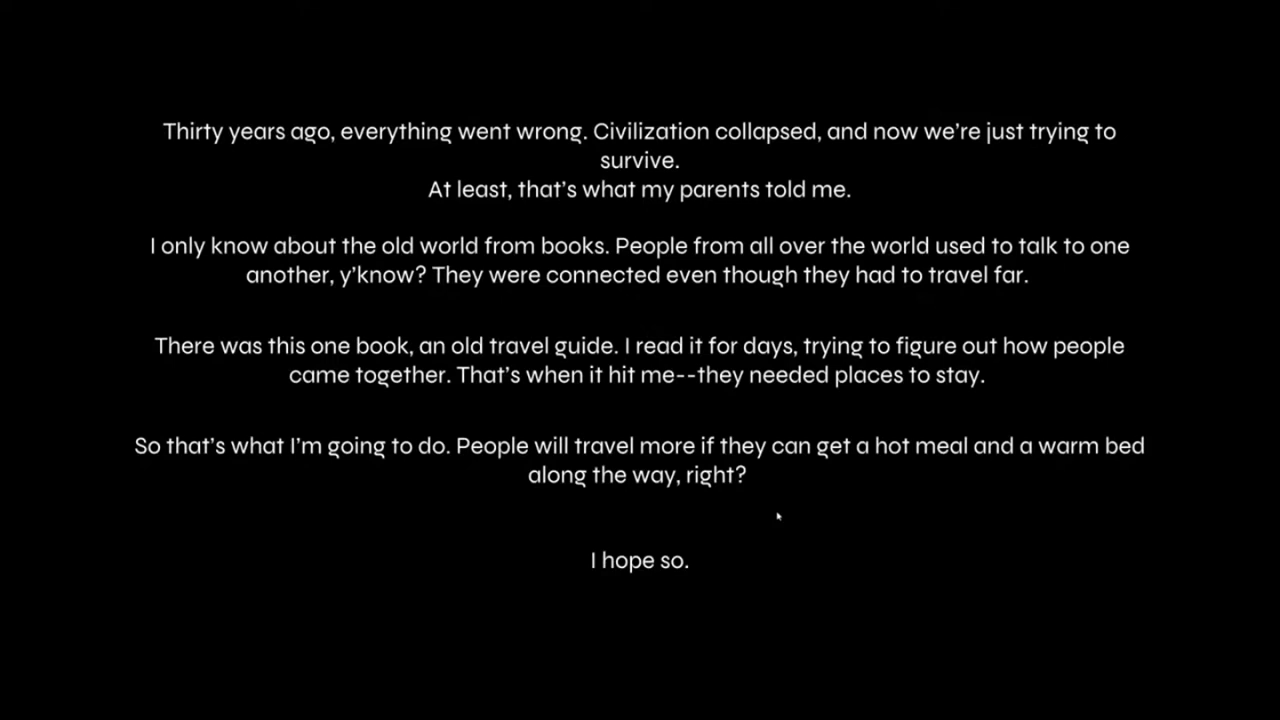 Thirty years ago, everything went wrong. Civilization collapsed, and now we're just trying to
survive.
At least, that's what my parents told me.
I only know about the old world from books. People from all over the world used to talk to one
another, y'know? They were connected even though they had to travel far.
There was this one book, an old travel guide. I read it for days, trying to figure out how people
came together. That's when it hit me--they needed places to stay.
So that's what I'm going to do. People will travel more if they can get a hot meal and a warm bed
along the way, right?
I hope so.